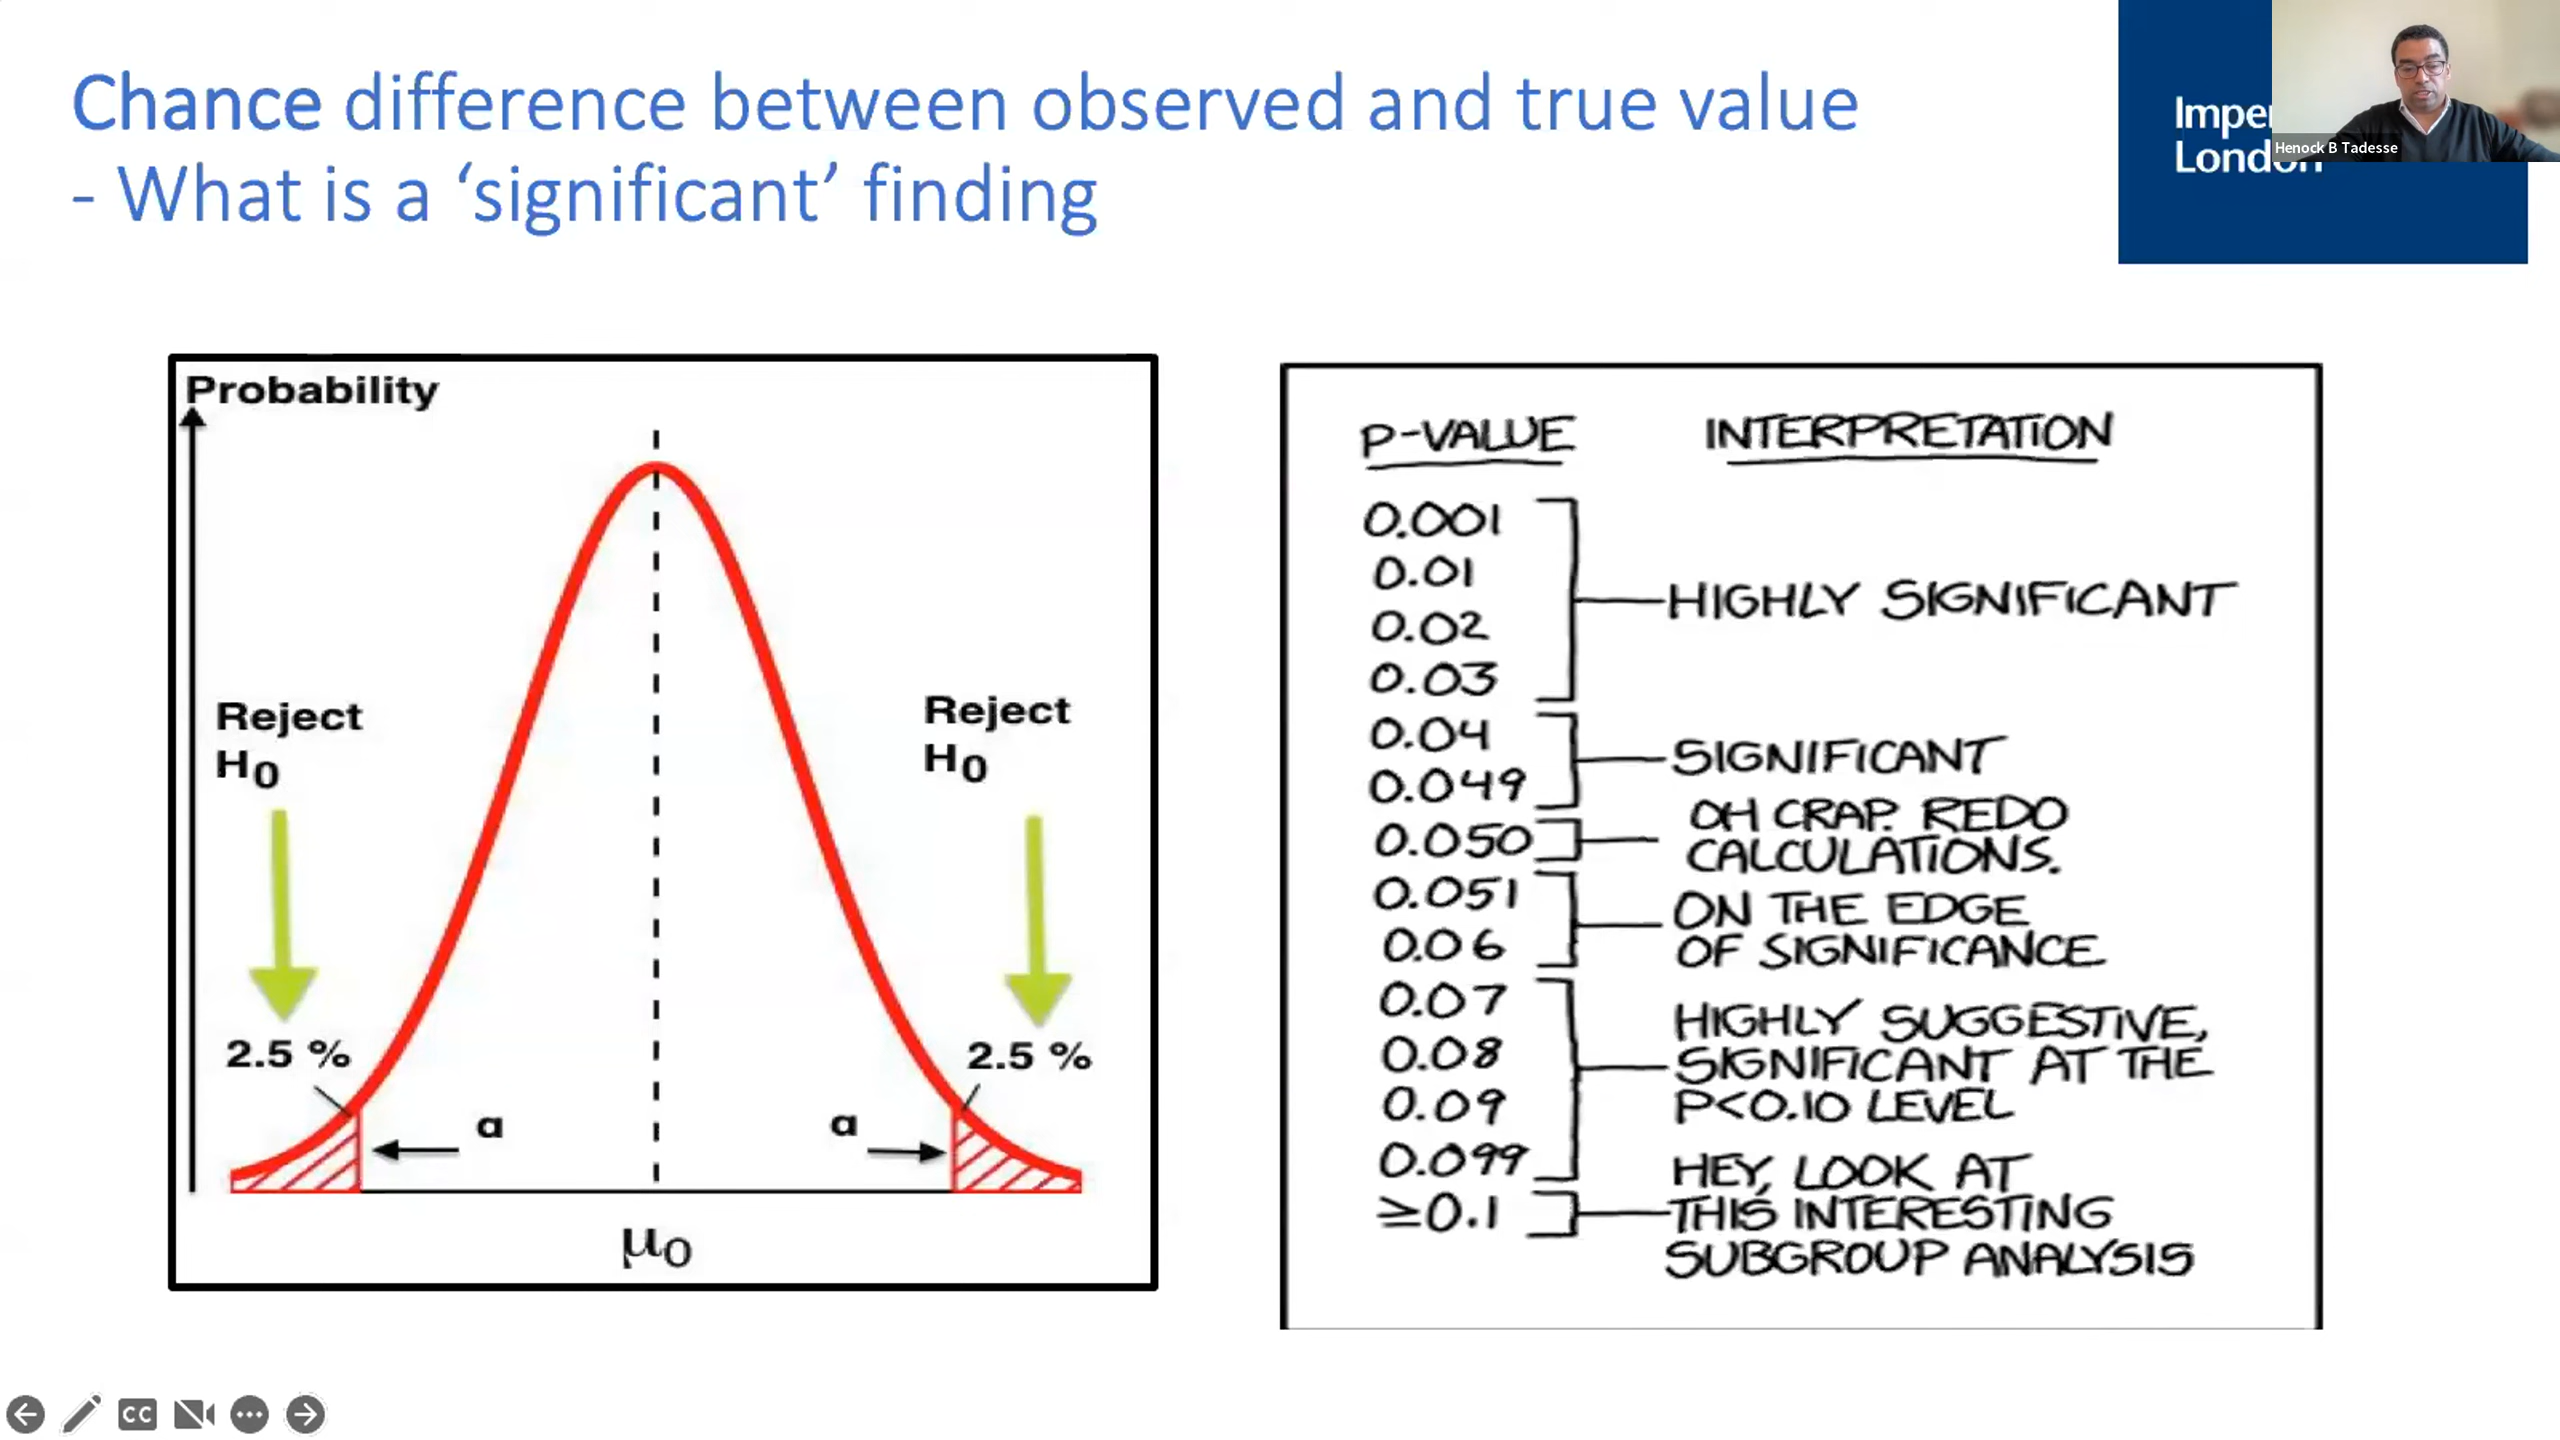 Chance difference between observed and true value
- What is a ‘significant’ finding
Impe
London
Henock B Tadesse
Probability
Reject
H0
Reject
H0
2.5 %
2.5 %
α
α
μ0
P-VALUE INTERPRETATION
0.001
0.01
0.02
0.03
HIGHLY SIGNIFICANT
0.04
0.049
SIGNIFICANT
0.050
OH CRAP. REDO
CALCULATIONS.
0.051
0.06
ON THE EDGE
OF SIGNIFICANCE
0.07
0.08
0.09
0.099
HIGHLY SUGGESTIVE,
SIGNIFICANT AT THE
P<0.10 LEVEL
≥0.1
HEY, LOOK AT
THIS INTERESTING
SUBGROUP ANALYSIS
CC